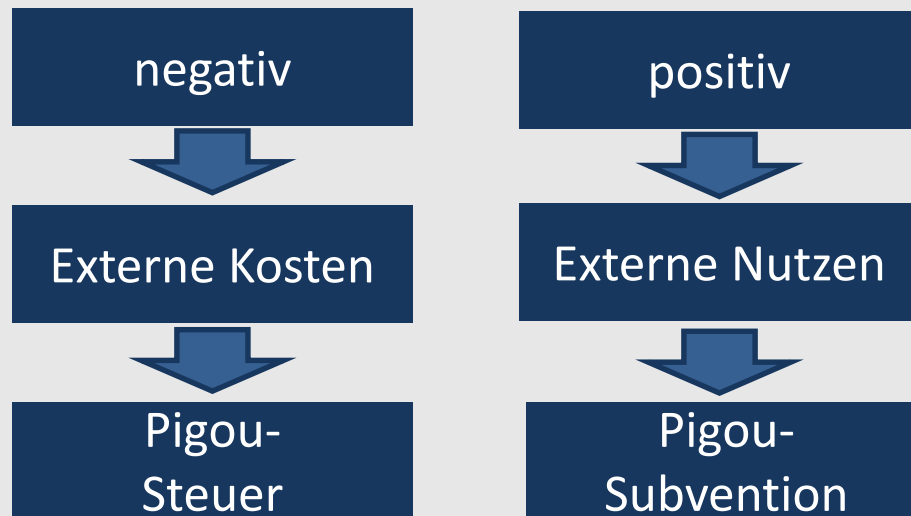 negativ
Externe Kosten
Pigou-
Steuer
positiv
Externe Nutzen
Pigou-
Subvention